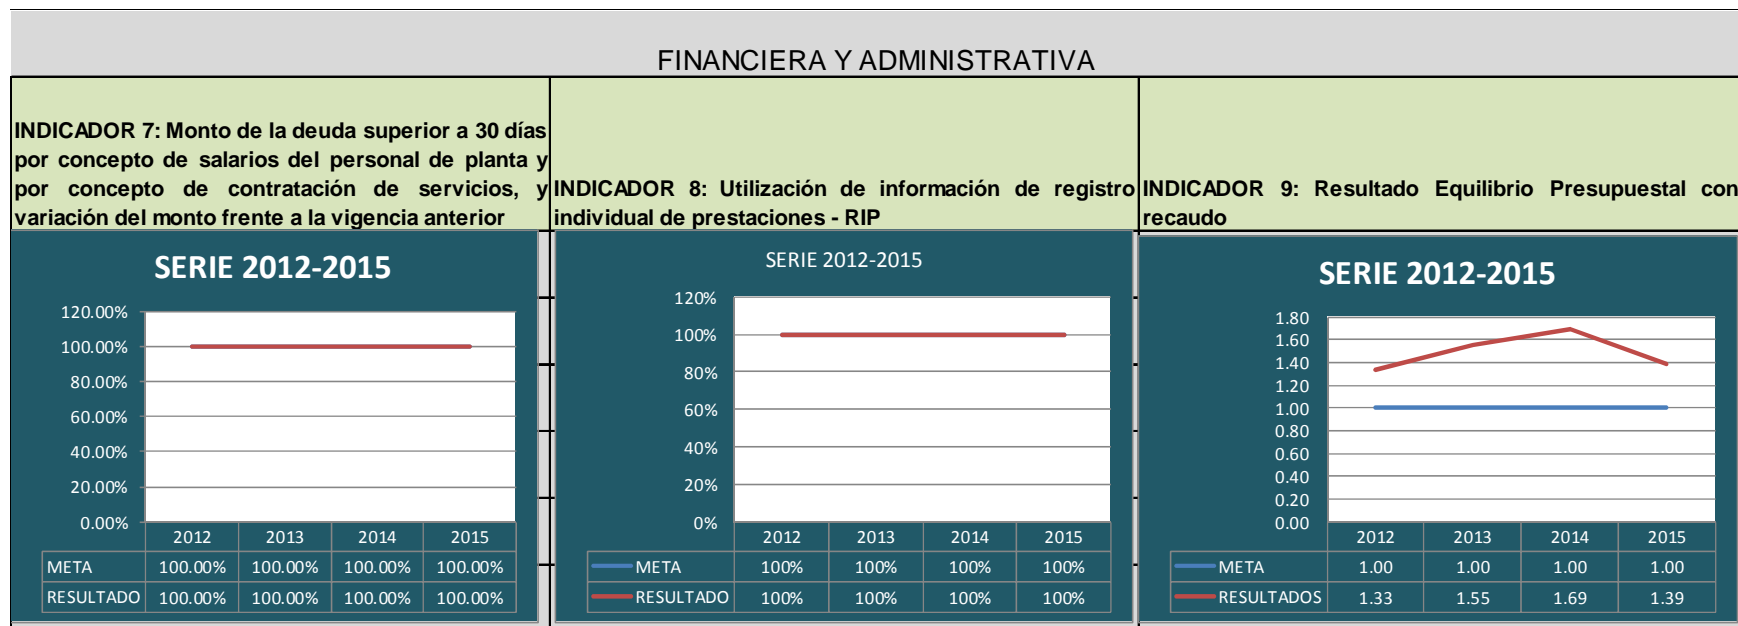 FINANCIERA Y ADMINISTRATIVA
INDICADOR 7: Monto de la deuda superior a 30 días
por concepto de salarios del personal de planta y
por concepto de contratación de servicios, y
variación del monto frente a la vigencia anterior
INDICADOR 8: Utilización de información de registro
individual de prestaciones - RIP
INDICADOR 9: Resultado Equilibrio Presupuestal con
recaudo
SERIE 2012-2015
120.00%
100.00%
80.00%
60.00%
40.00%
20.00%
0.00%
2012 2013 2014 2015
META 100.00% 100.00% 100.00% 100.00%
RESULTADO 100.00% 100.00% 100.00% 100.00%
SERIE 2012-2015
120%
100%
80%
60%
40%
20%
0%
2012 2013 2014 2015
META 100% 100% 100% 100%
RESULTADO 100% 100% 100% 100%
SERIE 2012-2015
1.80
1.60
1.40
1.20
1.00
0.80
0.60
0.40
0.20
0.00
2012 2013 2014 2015
META 1.00 1.00 1.00 1.00
RESULTADOS 1.33 1.55 1.69 1.39